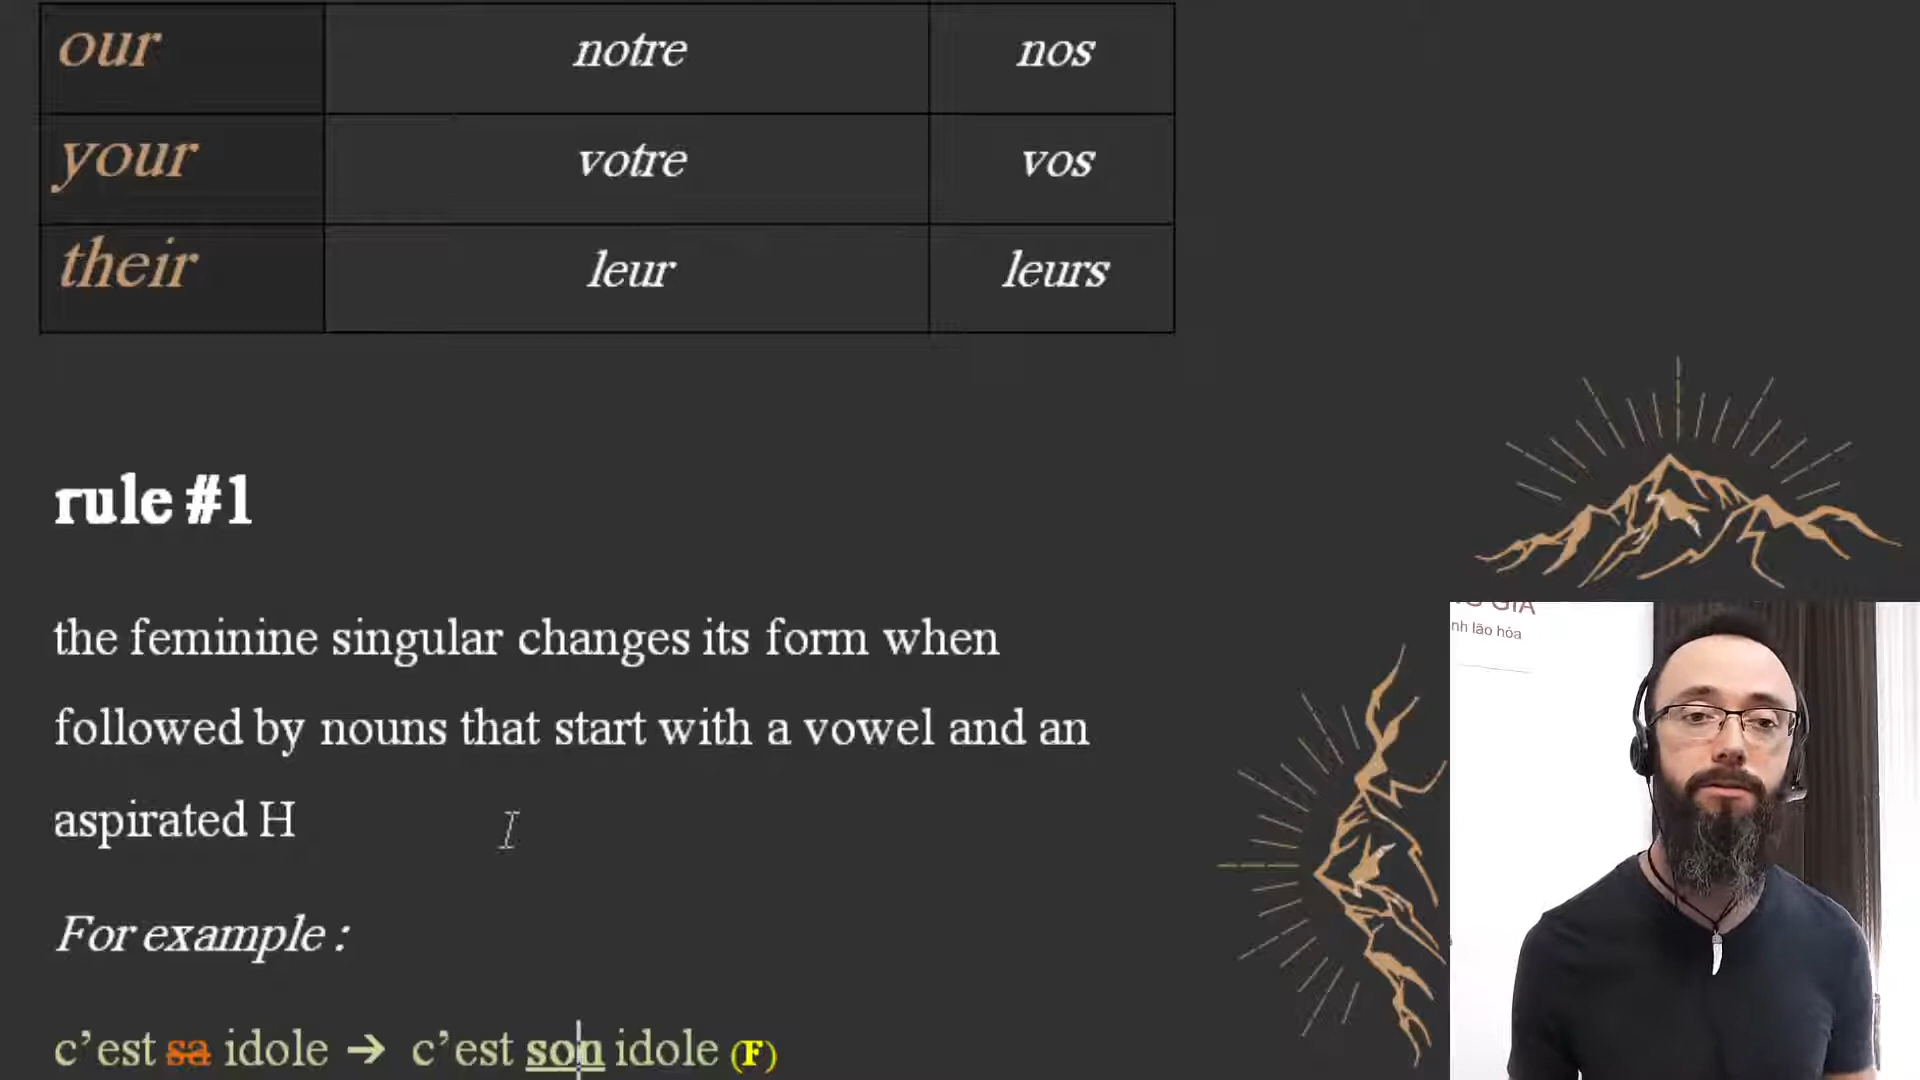 our notre nos
your votre vos
their leur leurs
rule #1
the feminine singular changes its form when
followed by nouns that start with a vowel and an
aspirated H
For example :
c’est sa idole → c’est son idole (F)
GIA
nh lão hóa